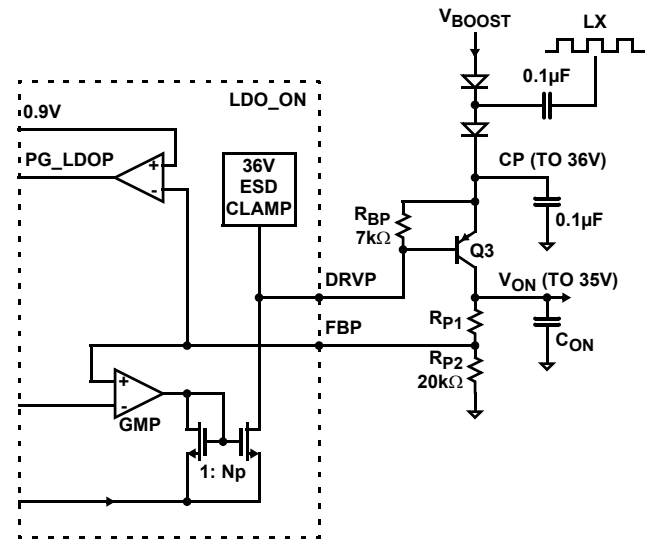 V_BOOST
LX
0.1µF
LDO_ON
0.9V
PG_LDOP
+
-
36V
ESD
CLAMP
CP (TO 36V)
R_BP
7kΩ
0.1µF
Q3
DRVP
V_ON (TO 35V)
FBP
R_P1
C_ON
R_P2
20kΩ
+
-
GMP
1: Np